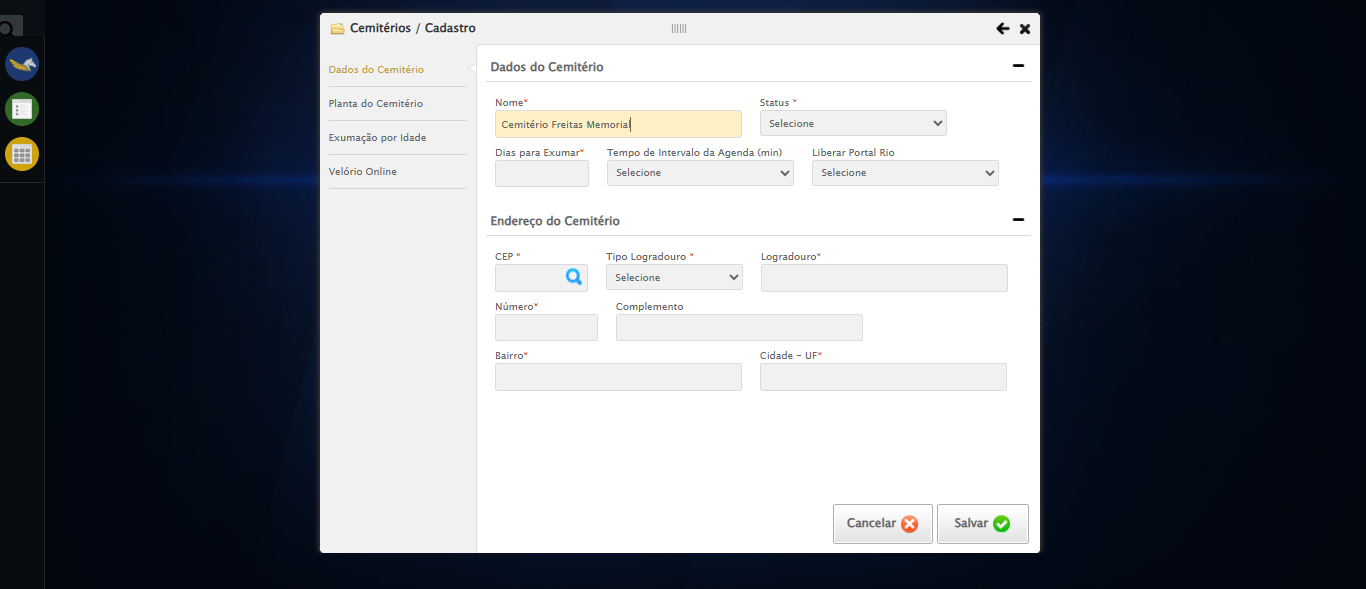 Cemitérios / Cadastro
Dados do Cemitério
Planta do Cemitério
Exumação por Idade
Velório Online
Dados do Cemitério
Nome* Status *
Cemitério Freitas Memorial Selecione
Dias para Exumar* Tempo de Intervalo da Agenda (min) Liberar Portal Rio
Selecione Selecione
Endereço do Cemitério
CEP * Tipo Logradouro * Logradouro*
Selecione
Número* Complemento
Bairro* Cidade - UF*
Cancelar Salvar